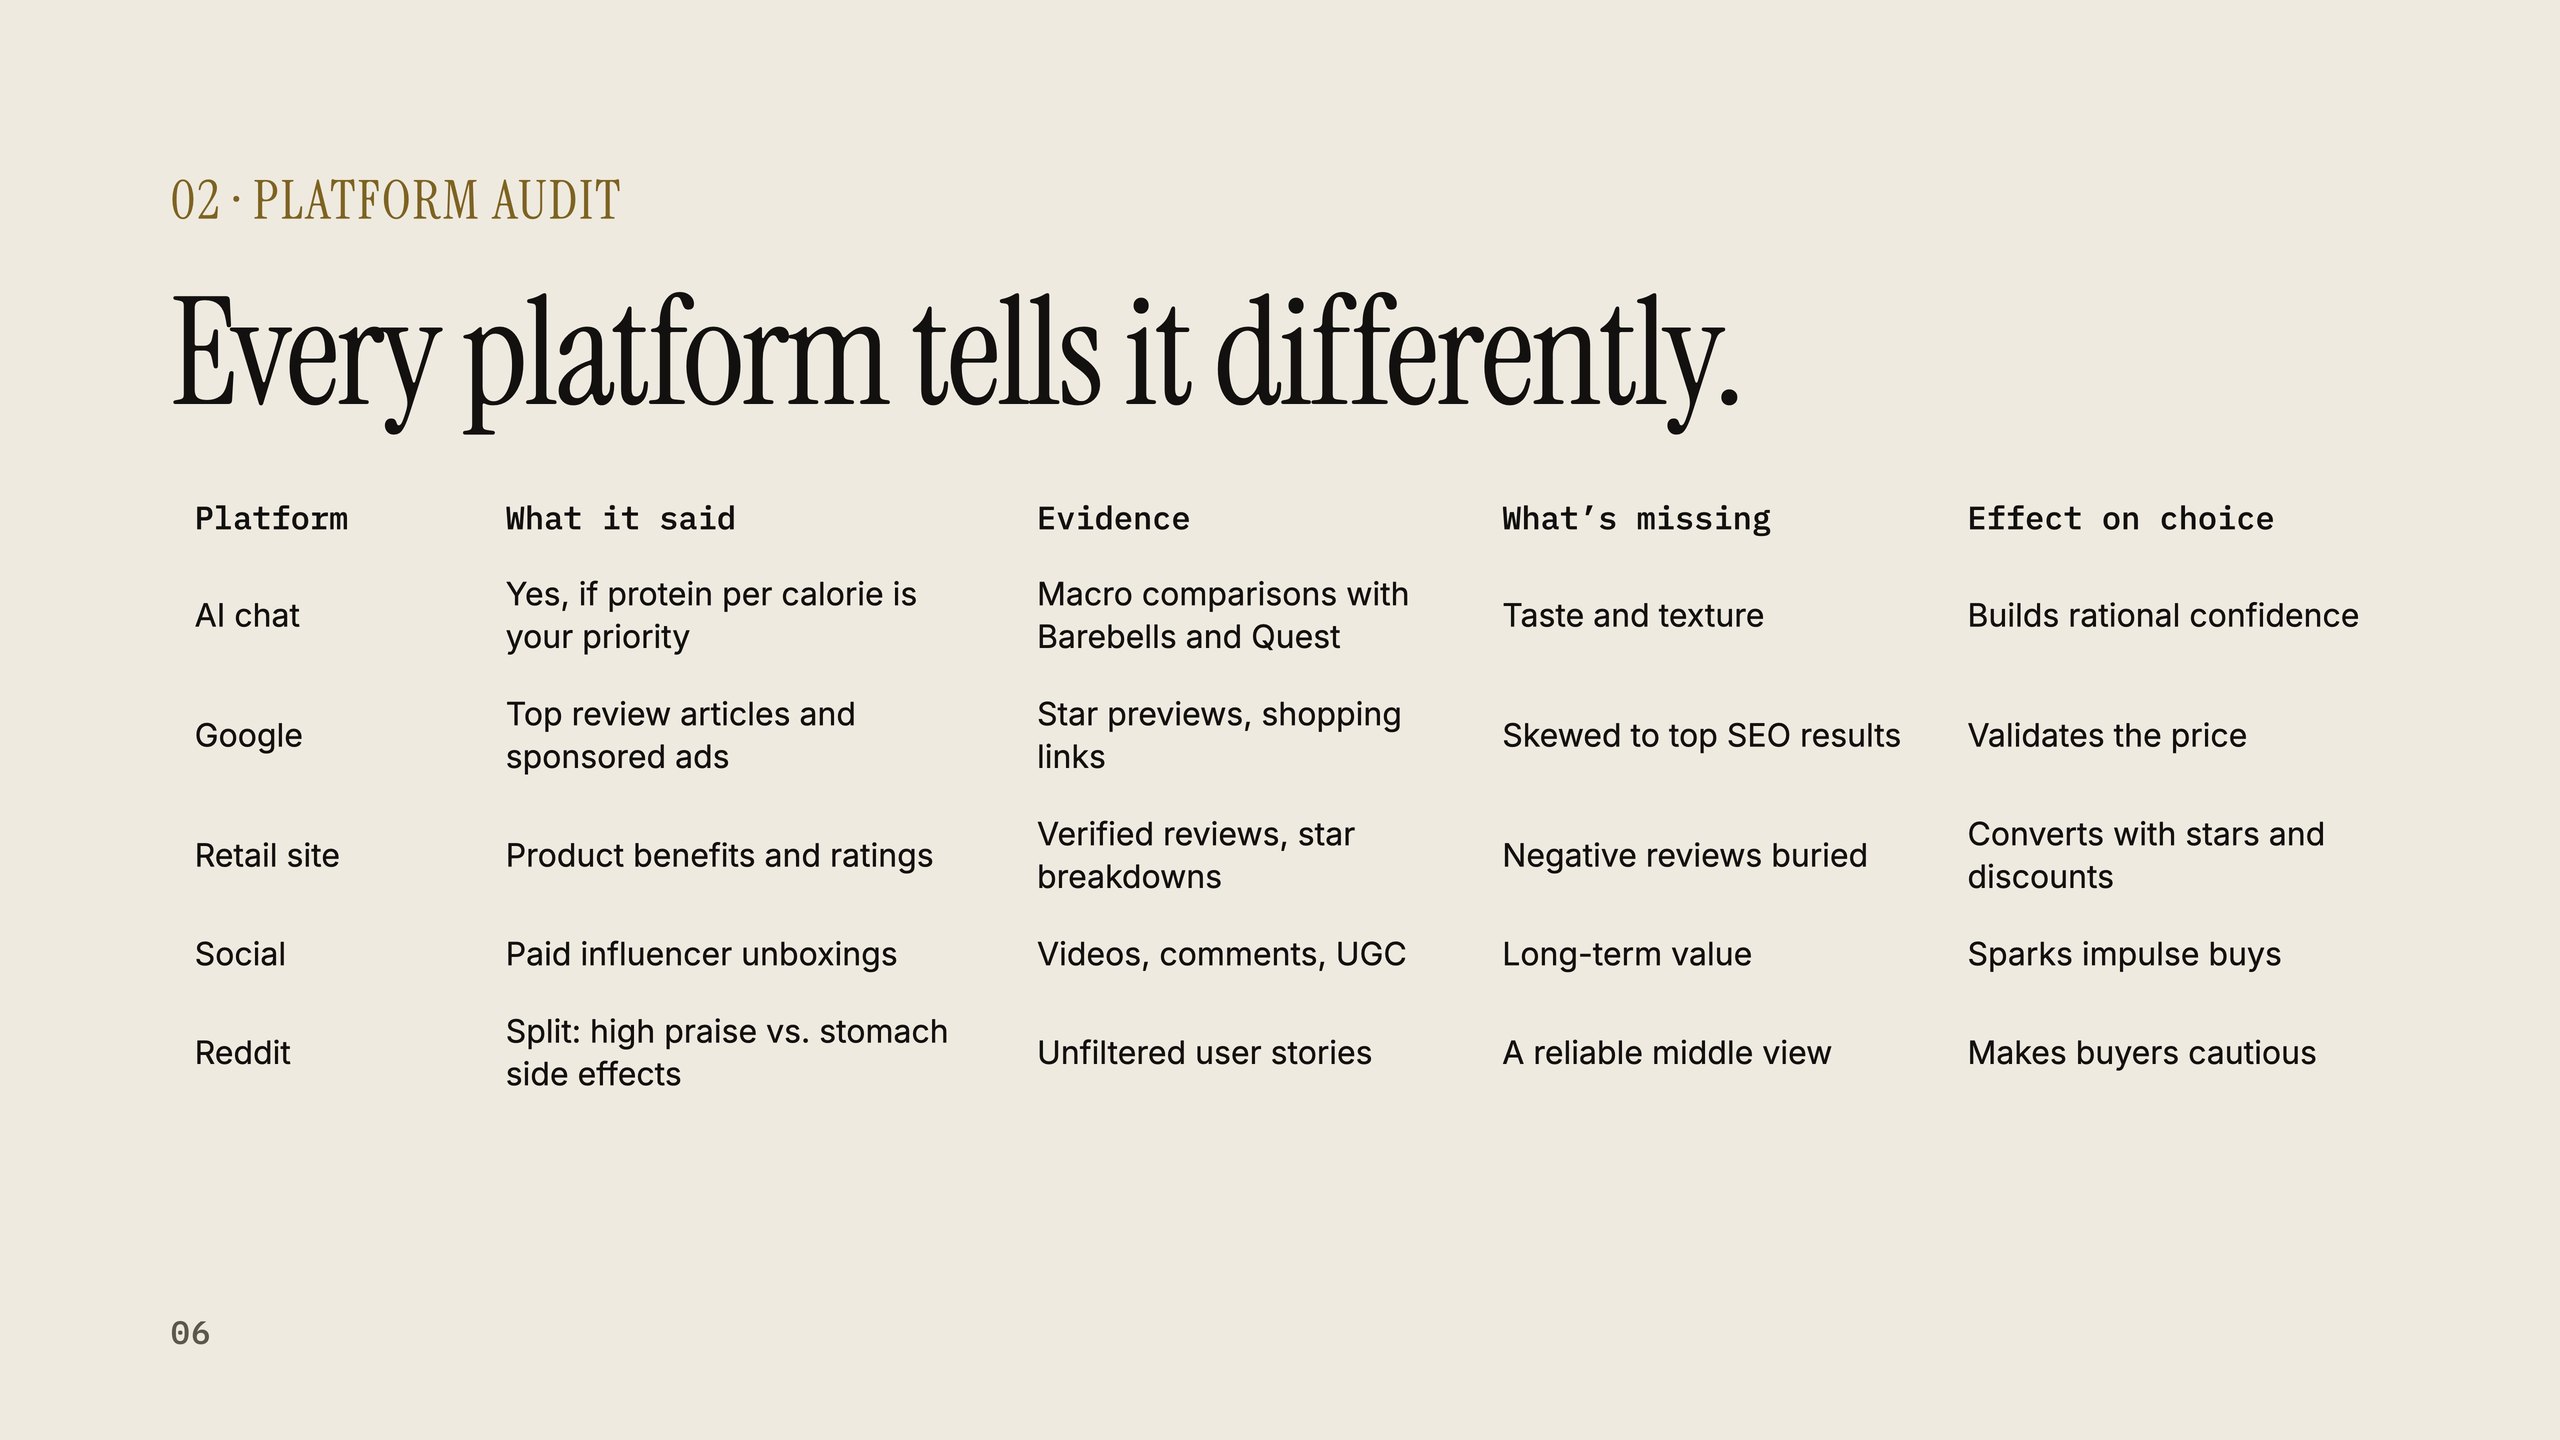 02 · PLATFORM AUDIT
Every platform tells it differently.
Platform What it said Evidence What’s missing Effect on choice
AI chat Yes, if protein per calorie is your priority Macro comparisons with Barebells and Quest Taste and texture Builds rational confidence
Google Top review articles and sponsored ads Star previews, shopping links Skewed to top SEO results Validates the price
Retail site Product benefits and ratings Verified reviews, star breakdowns Negative reviews buried Converts with stars and discounts
Social Paid influencer unboxings Videos, comments, UGC Long-term value Sparks impulse buys
Reddit Split: high praise vs. stomach side effects Unfiltered user stories A reliable middle view Makes buyers cautious
06